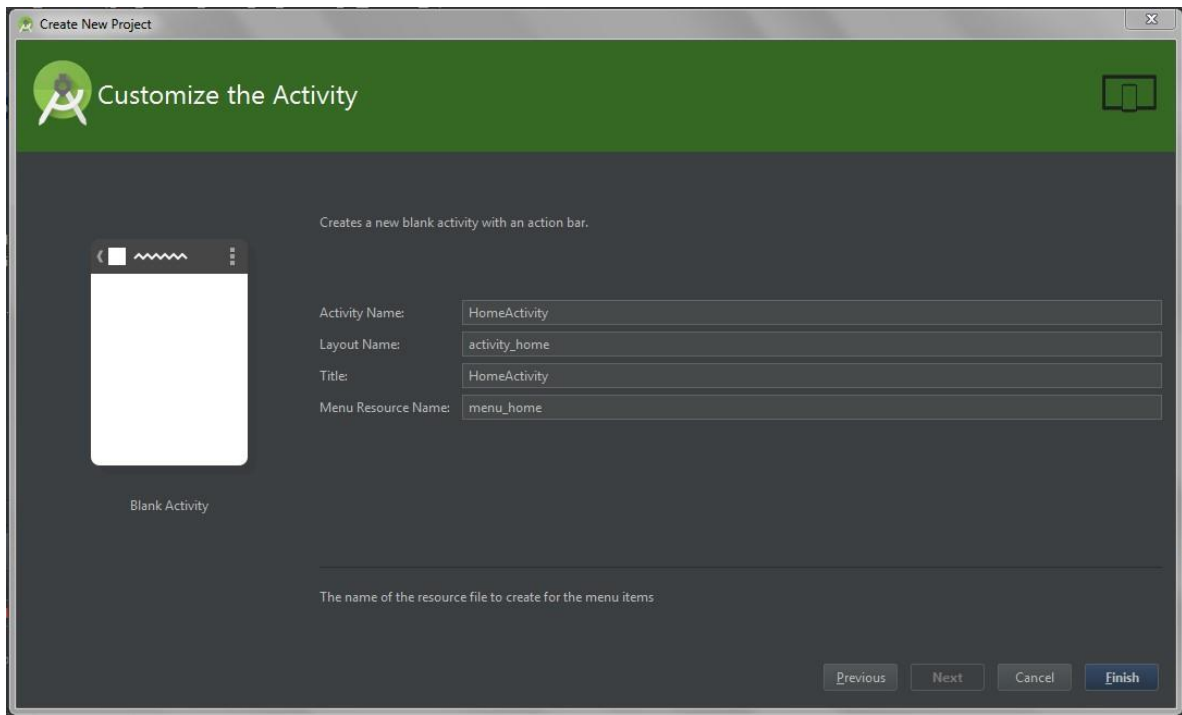 Create New Project
Customize the Activity
Creates a new blank activity with an action bar.
Activity Name: HomeActivity
Layout Name: activity_home
Title: HomeActivity
Menu Resource Name: menu_home
Blank Activity
The name of the resource file to create for the menu items
Previous Next Cancel Finish